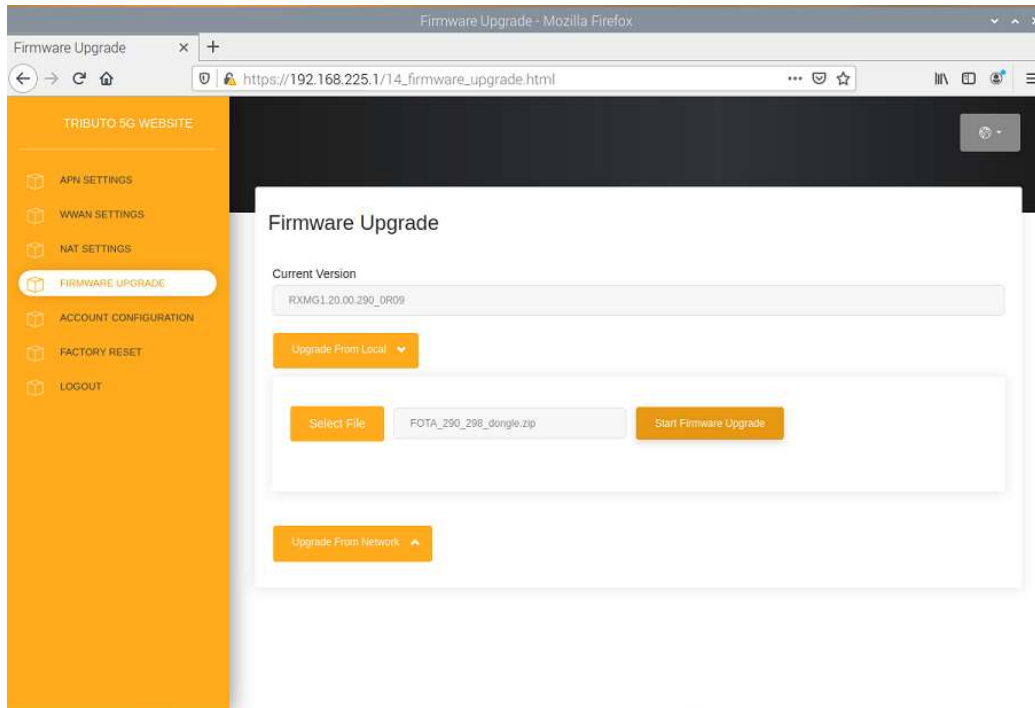 Firmware Upgrade - Mozilla Firefox
Firmware Upgrade
https://192.168.225.1/14_firmware_upgrade.html
TRIBUTO 5G WEBSITE
APN SETTINGS
WWAN SETTINGS
NAT SETTINGS
FIRMWARE UPGRADE
ACCOUNT CONFIGURATION
FACTORY RESET
LOGOUT
Firmware Upgrade
Current Version
RXMG1.20.00.290_0R09
Upgrade From Local
Select File
FOTA_290_298_dongle.zip
Start Firmware Upgrade
Upgrade From Network